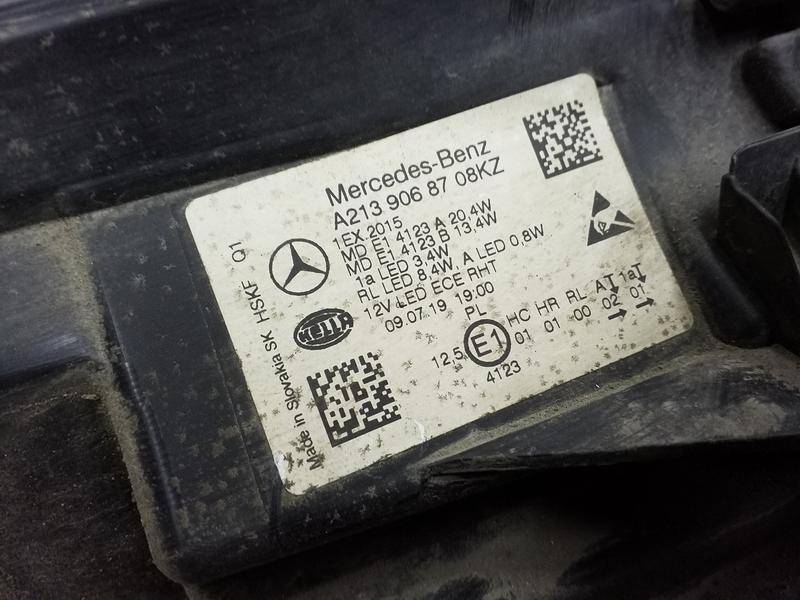 Mercedes-Benz
A213 906 87 08KZ
1EX 2015
MD E1 4123 A 20,4W
MD E1 4123 B 13,4W
1a LED 3,4W
RL LED 8,4W, A LED 0,8W
12V LED ECE RHT
09.07.19 19:00
PL
HC HR RL AT 1aT
12,5 E1 01 01 00 02 01
4123
HELLA
Made in Slovakia SK HSKF Q1